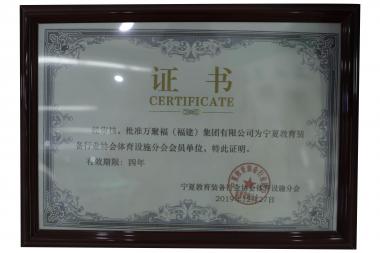 证书
CERTIFICATE
批准万聚福（福建）集团有限公司为宁夏教育装
备行业协会体育设施分会会员单位，特此证明。
有效期限：四年
宁夏教育装备行业协会体育设施分会